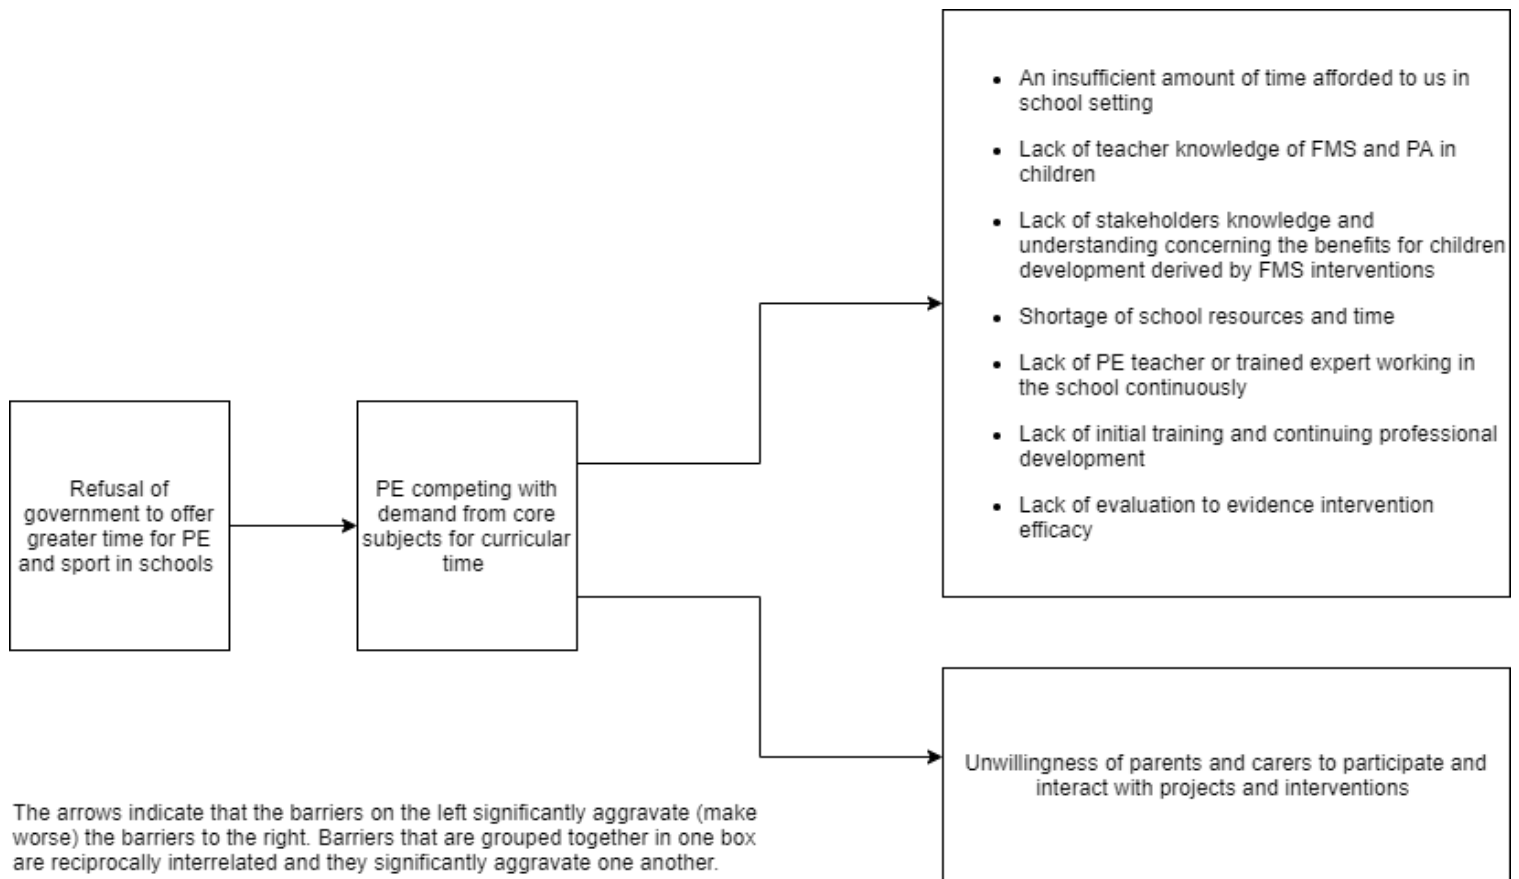 Refusal of
government to offer
greater time for PE
and sport in schools
PE competing with
demand from core
subjects for curricular
time
• An insufficient amount of time afforded to us in
school setting
• Lack of teacher knowledge of FMS and PA in
children
• Lack of stakeholders knowledge and
understanding concerning the benefits for children
development derived by FMS interventions
• Shortage of school resources and time
• Lack of PE teacher or trained expert working in
the school continuously
• Lack of initial training and continuing professional
development
• Lack of evaluation to evidence intervention
efficacy
Unwillingness of parents and carers to participate and
interact with projects and interventions
The arrows indicate that the barriers on the left significantly aggravate (make
worse) the barriers to the right. Barriers that are grouped together in one box
are reciprocally interrelated and they significantly aggravate one another.